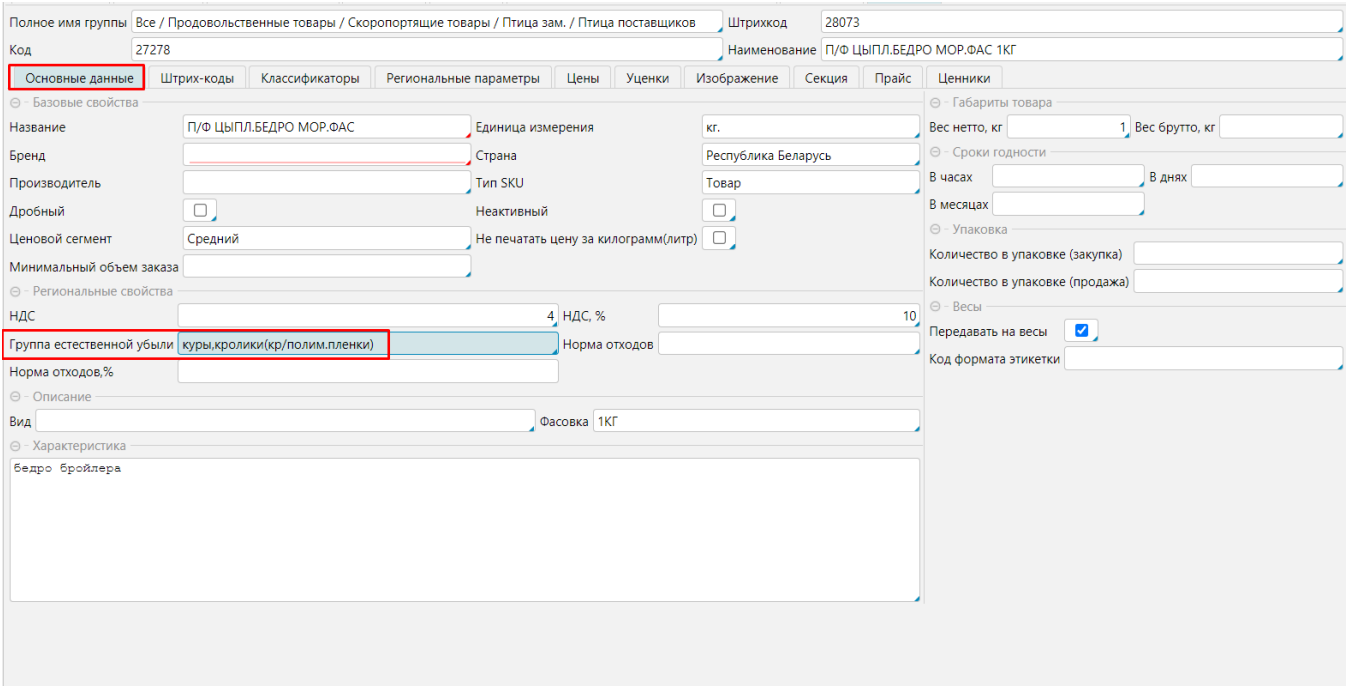 Полное имя группы Все / Продовольственные товары / Скоропортящие товары / Птица зам. / Птица поставщиков Штрихкод 28073
Код 27278 Наименование П/Ф ЦЫПЛ.БЕДРО МОР.ФАС 1КГ
Основные данные Штрих-коды Классификаторы Региональные параметры Цены Уценки Изображение Секция Прайс Ценники
Базовые свойства
Название П/Ф ЦЫПЛ.БЕДРО МОР.ФАС Единица измерения кг.
Бренд Страна Республика Беларусь
Производитель Тип SKU Товар
Дробный Неактивный
Ценовой сегмент Средний Не печатать цену за килограмм(литр)
Минимальный объем заказа
Региональные свойства
НДС 4 НДС, % 10
Группа естественной убыли куры,кролики(кр/полим.пленки) Норма отходов
Норма отходов,%
Описание
Вид Фасовка 1КГ
Характеристика
бедро бройлера
Габариты товара
Вес нетто, кг 1 Вес брутто, кг
Сроки годности
В часах В днях
В месяцах
Упаковка
Количество в упаковке (закупка)
Количество в упаковке (продажа)
Весы
Передавать на весы
Код формата этикетки